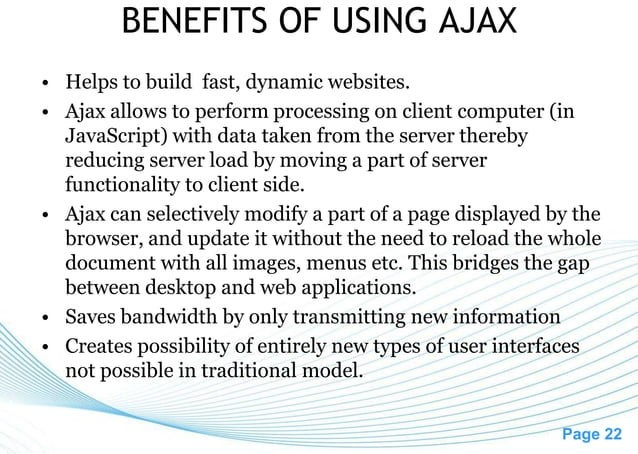 BENEFITS OF USING AJAX
• Helps to build  fast, dynamic websites.
• Ajax allows to perform processing on client computer (in
JavaScript) with data taken from the server thereby
reducing server load by moving a part of server
functionality to client side.
• Ajax can selectively modify a part of a page displayed by the
browser, and update it without the need to reload the whole
document with all images, menus etc. This bridges the gap
between desktop and web applications.
• Saves bandwidth by only transmitting new information
• Creates possibility of entirely new types of user interfaces
not possible in traditional model.
Page 22